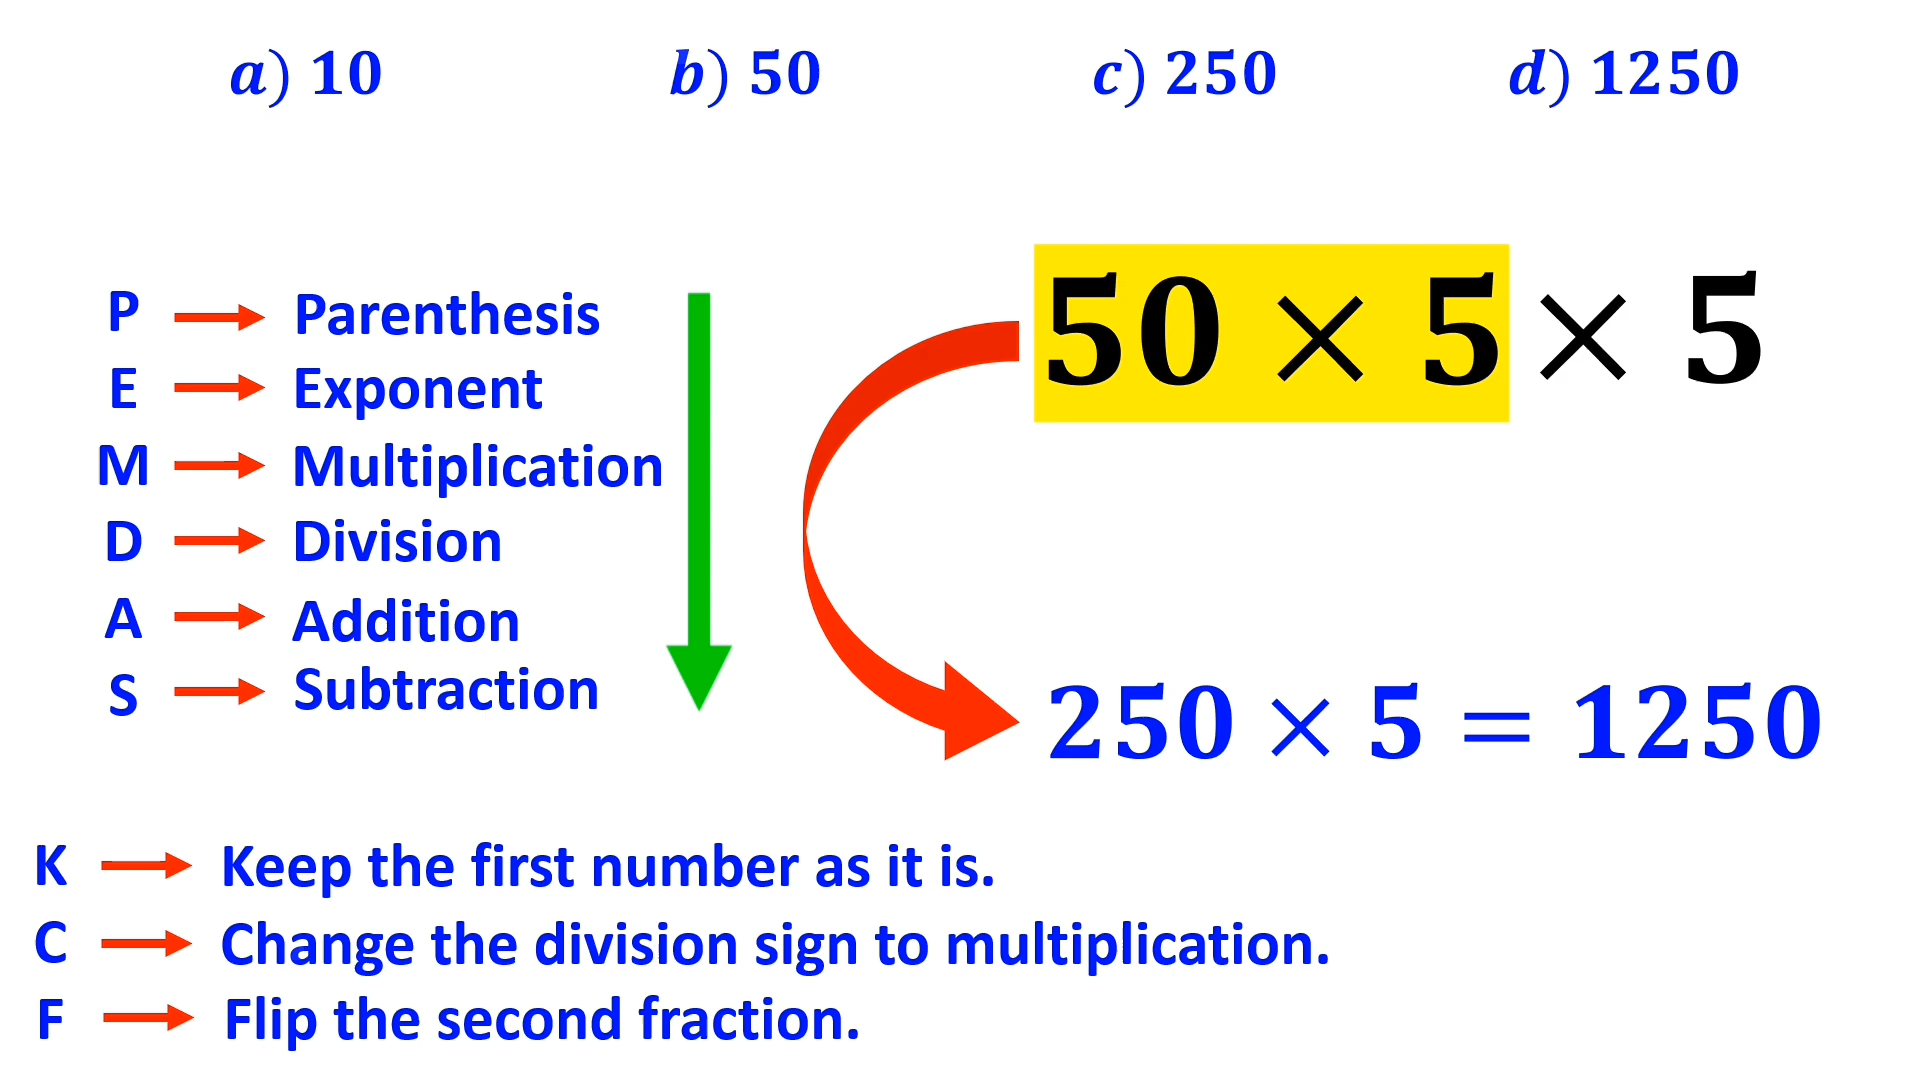 a) 10 b) 50 c) 250 d) 1250
50 × 5 × 5
P Parenthesis
E Exponent
M Multiplication
D Division
A Addition
S Subtraction
250 × 5 = 1250
K Keep the first number as it is.
C Change the division sign to multiplication.
F Flip the second fraction.